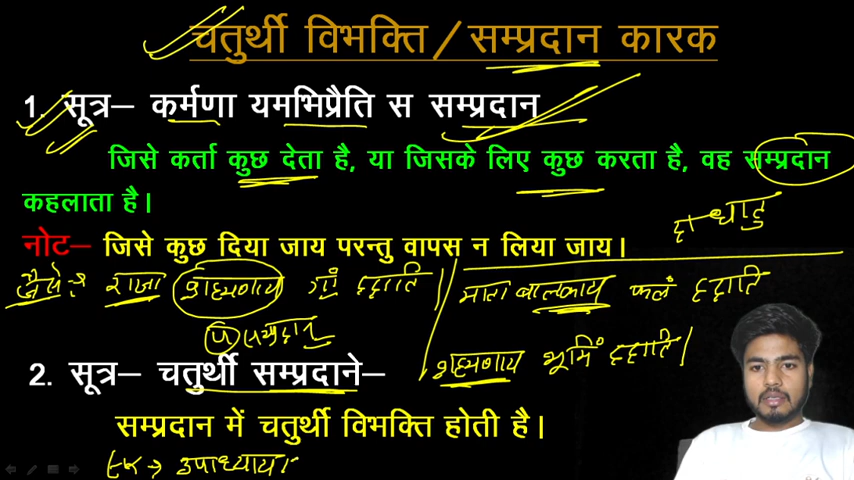 चतुर्थी विभक्ति / सम्प्रदान कारक
1. सूत्र– कर्मणा यमभिप्रैति स सम्प्रदान
जिसे कर्ता कुछ देता है, या जिसके लिए कुछ करता है, वह सम्प्रदान
कहलाता है।
दा धातु
नोट– जिसे कुछ दिया जाय परन्तु वापस न लिया जाय।
जैसे:- राजा ब्राह्मणाय गां ददाति || माता बालकाय फलं ददाति
सम्प्रदान
ब्राह्मणाय भूमिं ददाति|
2. सूत्र– चतुर्थी सम्प्रदाने–
सम्प्रदान में चतुर्थी विभक्ति होती है।
→ उपाध्याय